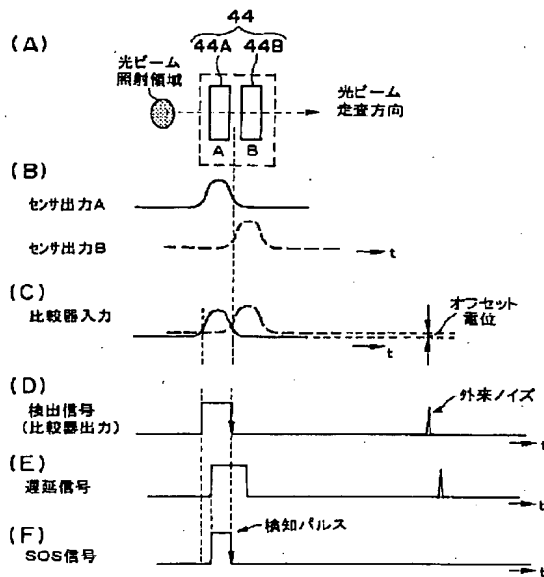 44
(A)
44A 44B
光ビーム
照射領域
光ビーム
走査方向
A B
(B)
センサ出力A
センサ出力B
t
(C)
比較器入力
オフセット
電位
t
(D)
検出信号
(比較器出力)
外来ノイズ
t
(E)
遅延信号
t
(F)
検知パルス
SOS信号
t